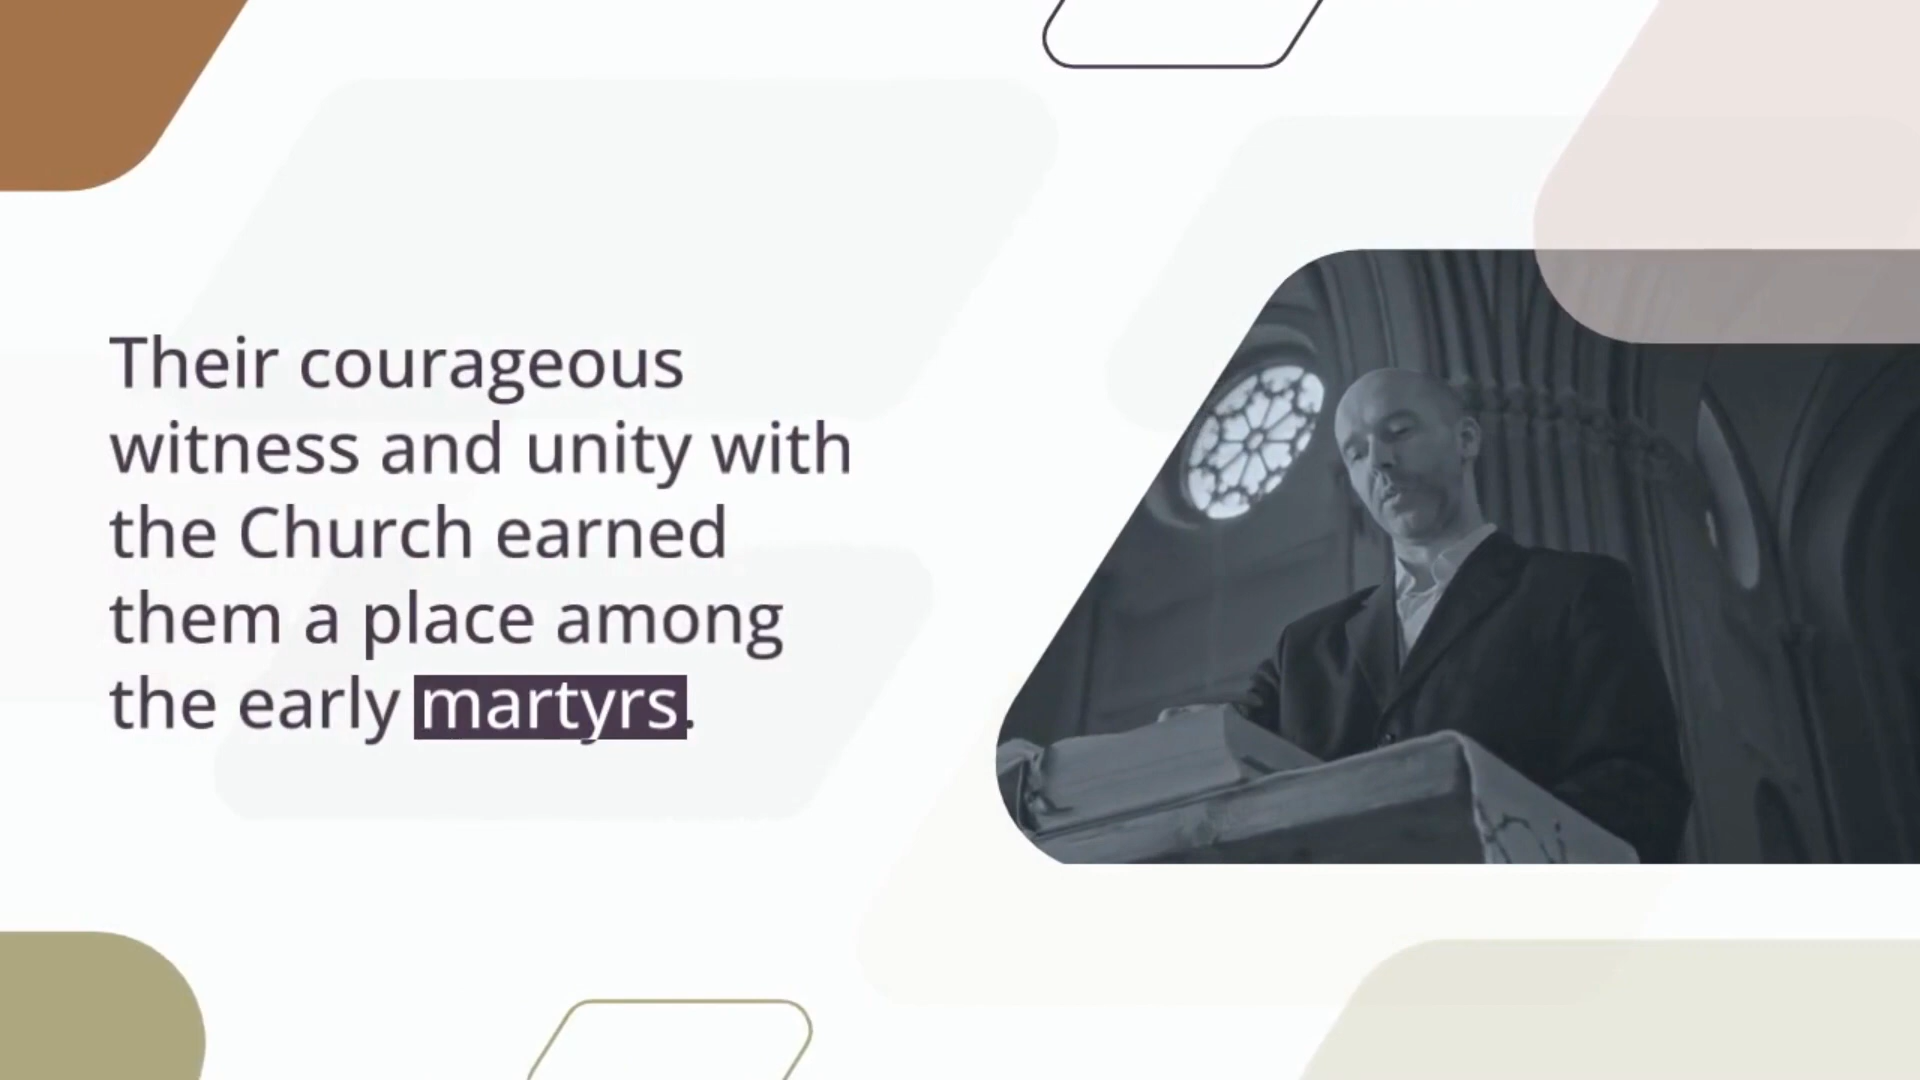 Their courageous
witness and unity with
the Church earned
them a place among
the early martyrs.